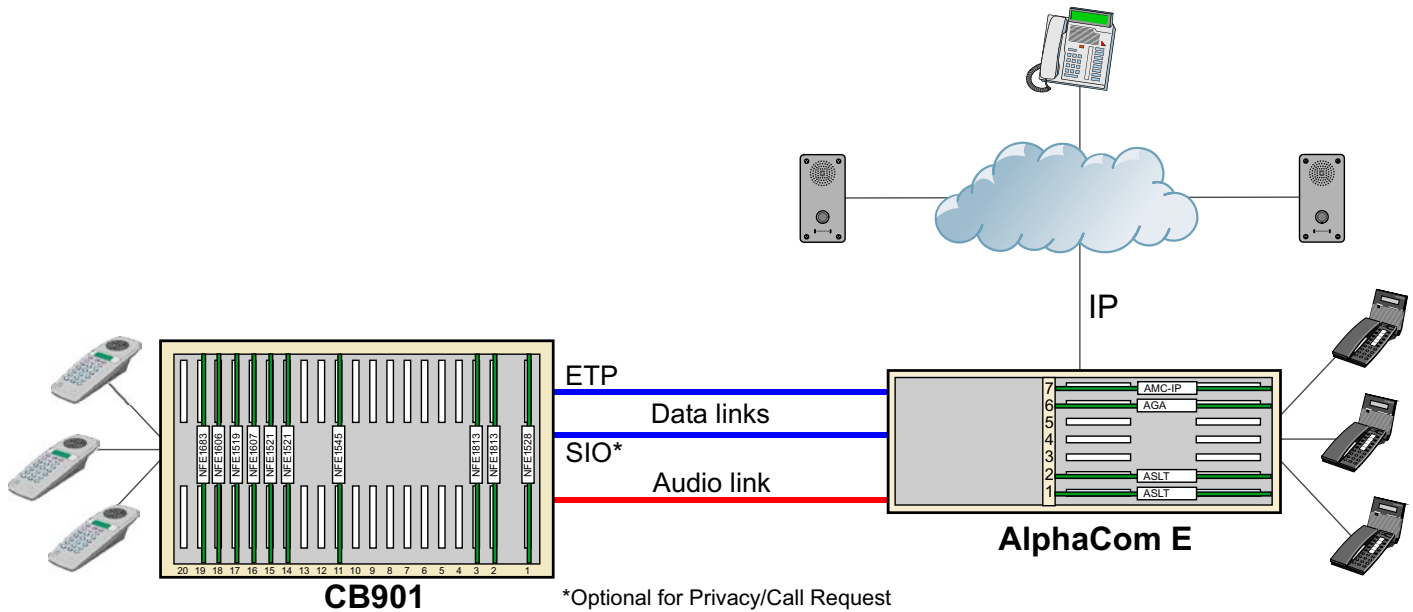 IP
ETP
Data links
SIO*
Audio link
NFE1683
NFE1606
NFE1519
NFE1607
NFE1521
NFE1521
NFE1545
NFE1813
NFE1813
NFE1528
20 19 18 17 16 15 14 13 12 11 10 9 8 7 6 5 4 3 2 1
CB901
7 AMC-IP
6 AGA
5
4
3
2 ASLT
1 ASLT
AlphaCom E
*Optional for Privacy/Call Request